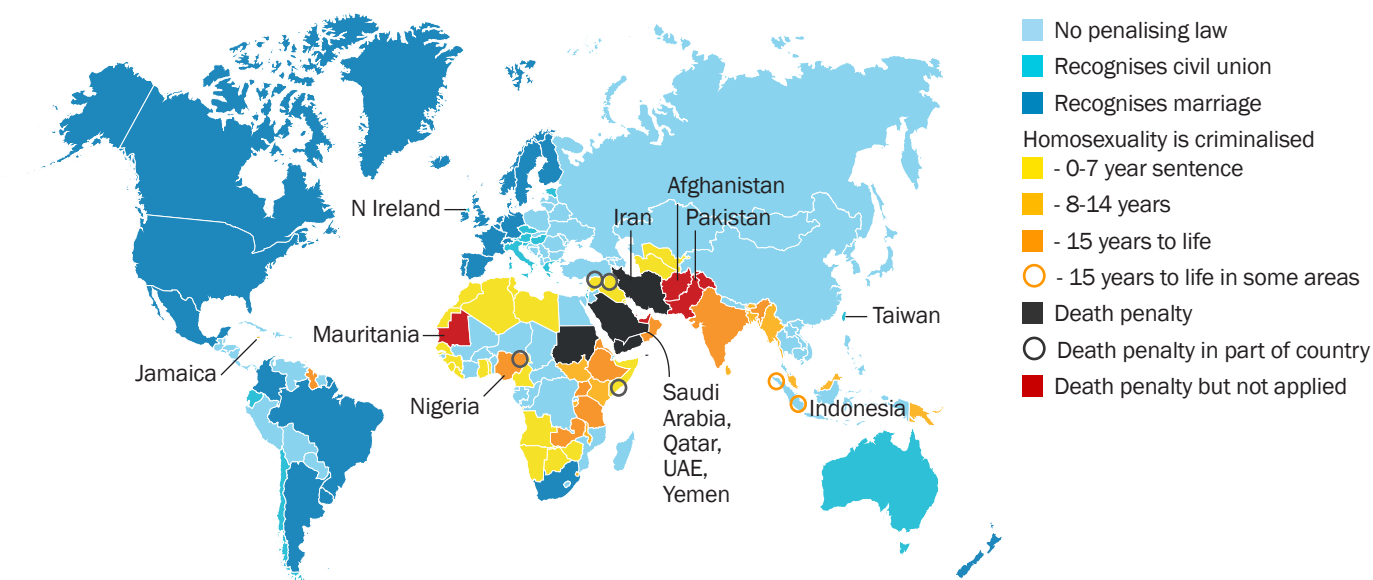 No penalising law
Recognises civil union
Recognises marriage
Homosexuality is criminalised
- 0-7 year sentence
- 8-14 years
- 15 years to life
- 15 years to life in some areas
Death penalty
Death penalty in part of country
Death penalty but not applied
N Ireland
Afghanistan
Iran
Pakistan
Mauritania
Taiwan
Jamaica
Nigeria
Saudi
Arabia,
Qatar,
UAE,
Yemen
Indonesia